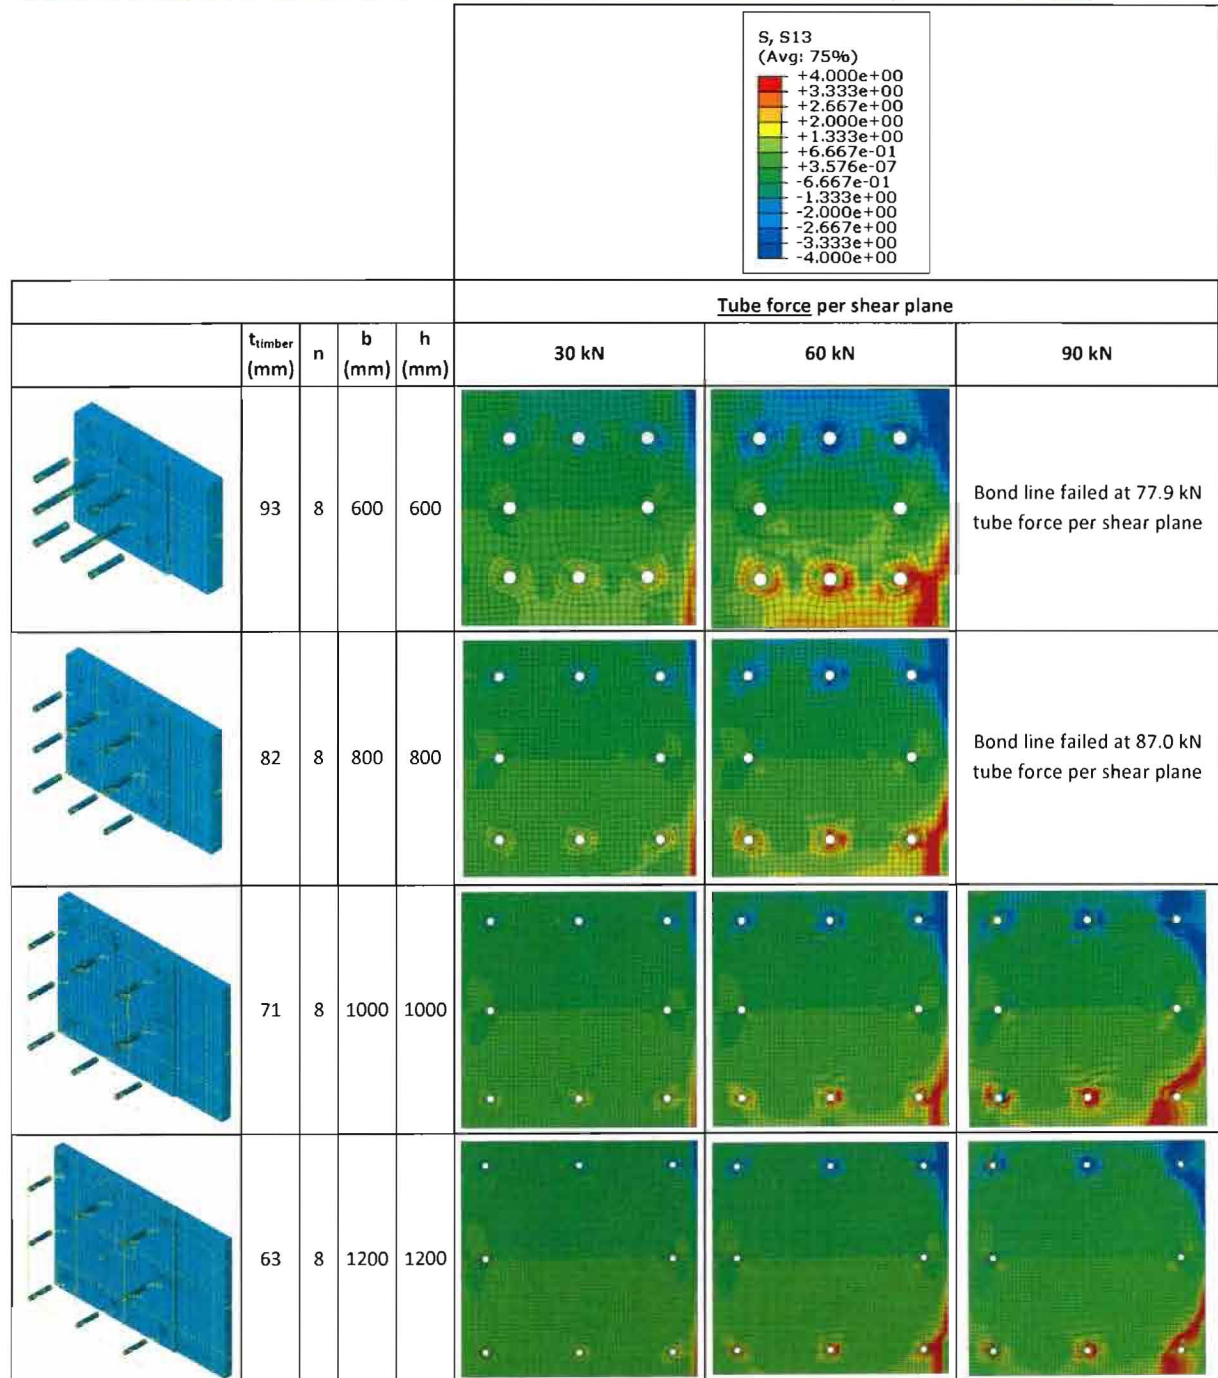 S, S13
(Avg: 75%)
+4.000e+00
+3.333e+00
+2.667e+00
+2.000e+00
+1.333e+00
+6.667e-01
+3.576e-07
-6.667e-01
-1.333e+00
-2.000e+00
-2.667e+00
-3.333e+00
-4.000e+00
Tube force per shear plane
t_timber (mm) n b (mm) h (mm) 30 kN 60 kN 90 kN
93 8 600 600 Bond line failed at 77.9 kN
tube force per shear plane
82 8 800 800 Bond line failed at 87.0 kN
tube force per shear plane
71 8 1000 1000
63 8 1200 1200